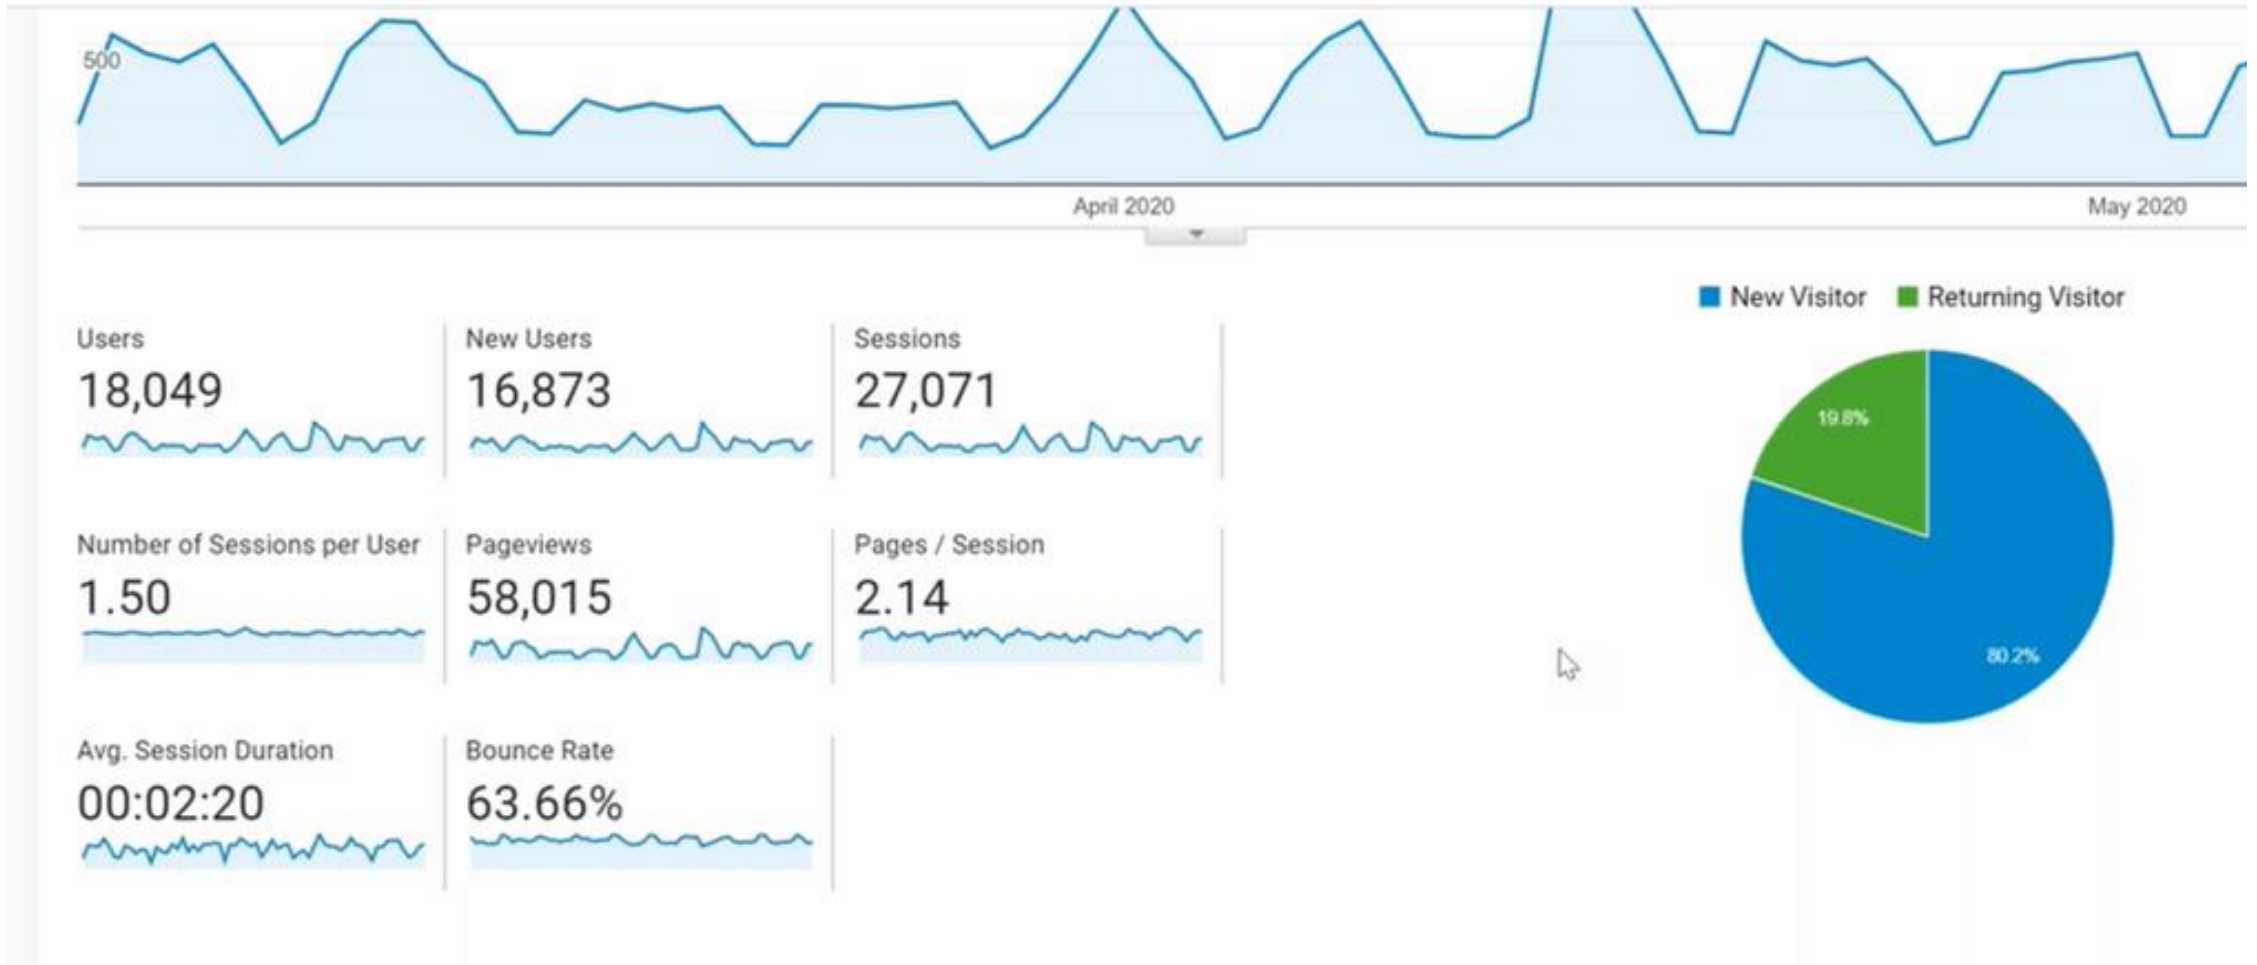 500
April 2020
May 2020
New Visitor
Returning Visitor
Users
18,049
New Users
16,873
Sessions
27,071
19.8%
80.2%
Number of Sessions per User
1.50
Pageviews
58,015
Pages / Session
2.14
Avg. Session Duration
00:02:20
Bounce Rate
63.66%